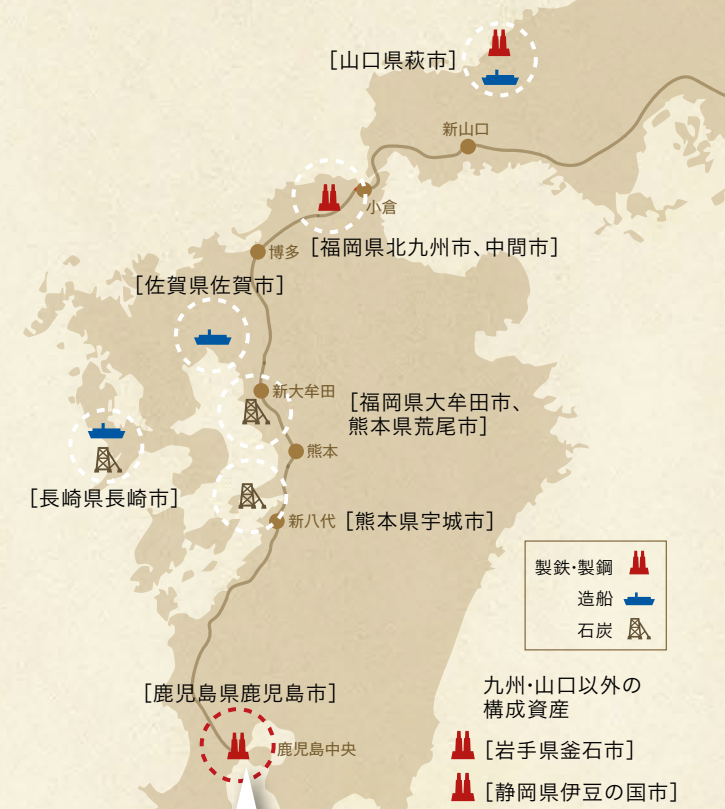 [山口県萩市]
新山口
小倉
博多
[福岡県北九州市、中間市]
[佐賀県佐賀市]
新大牟田
[福岡県大牟田市、
熊本県荒尾市]
熊本
[長崎県長崎市]
新八代
[熊本県宇城市]
製鉄・製鋼
造船
石炭
[鹿児島県鹿児島市]
鹿児島中央
九州・山口以外の
構成資産
[岩手県釜石市]
[静岡県伊豆の国市]